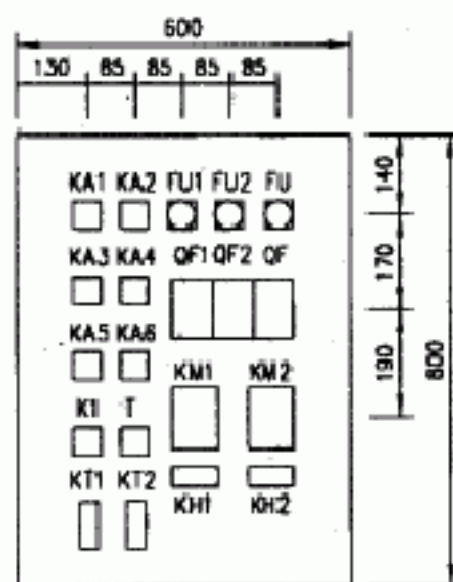 600
130 85 85 85 85
KA1 KA2 FU1 FU2 FU
140
KA3 KA4 QF1 QF2 QF
170
KA5 KA6
KM1 KM2
190
800
K11 T
KT1 KT2
KH1 KH2